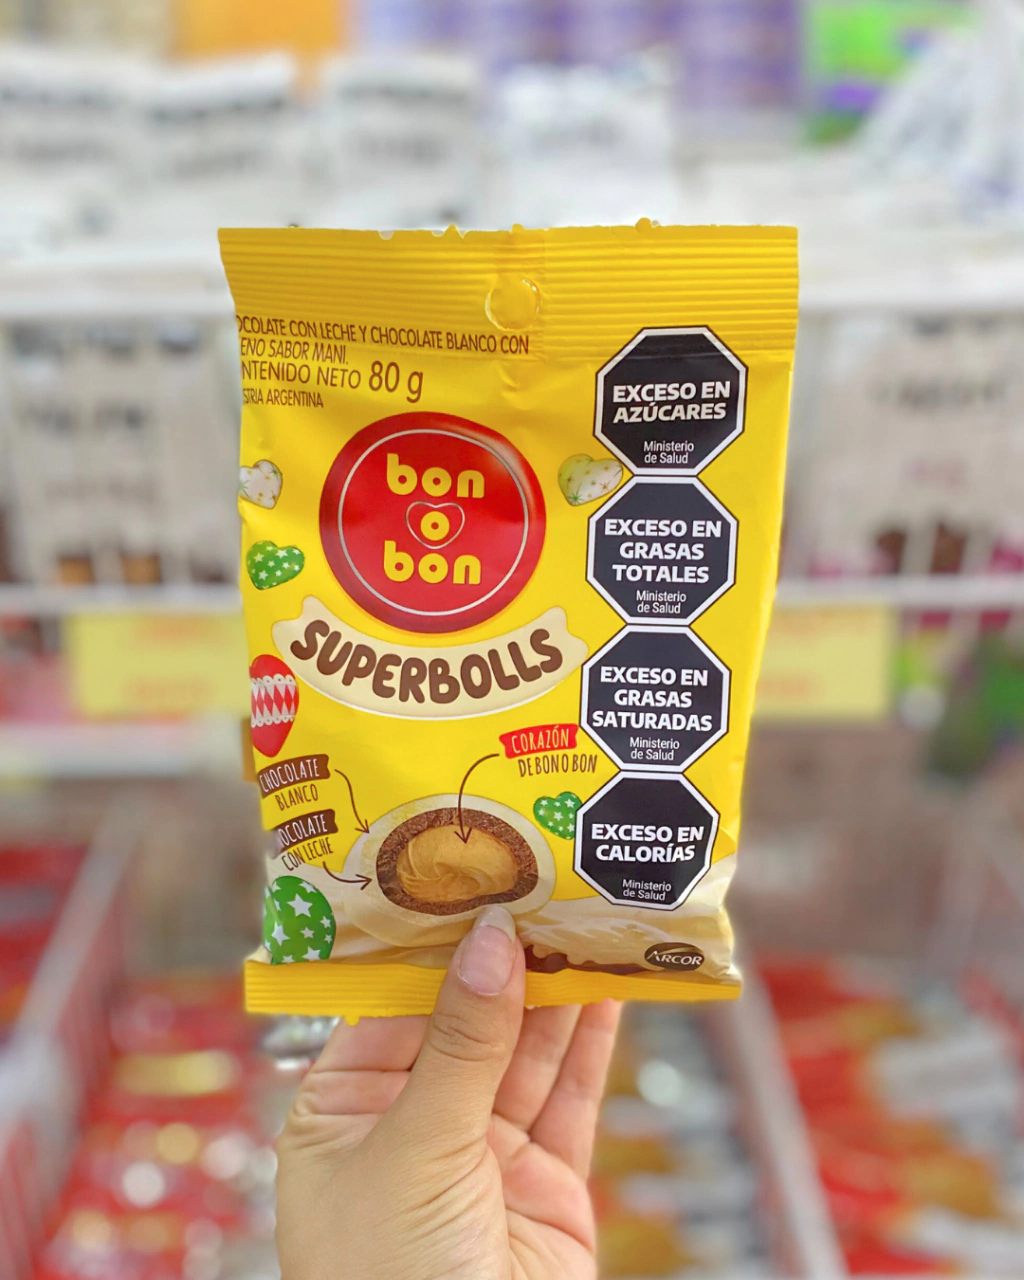 COLATE CON LECHE Y CHOCOLATE BLANCO CON
ENO SABOR MANI.
NTENIDO NETO 80 g
STRIA ARGENTINA
bon
o
bon
SUPERBOLLS
EXCESO EN
AZÚCARES
Ministerio
de Salud
EXCESO EN
GRASAS
TOTALES
Ministerio
de Salud
EXCESO EN
GRASAS
SATURADAS
Ministerio
de Salud
EXCESO EN
CALORÍAS
Ministerio
de Salud
CORAZÓN
DE BON O BON
CHOCOLATE
BLANCO
HOCOLATE
CON LECHE
ARCOR